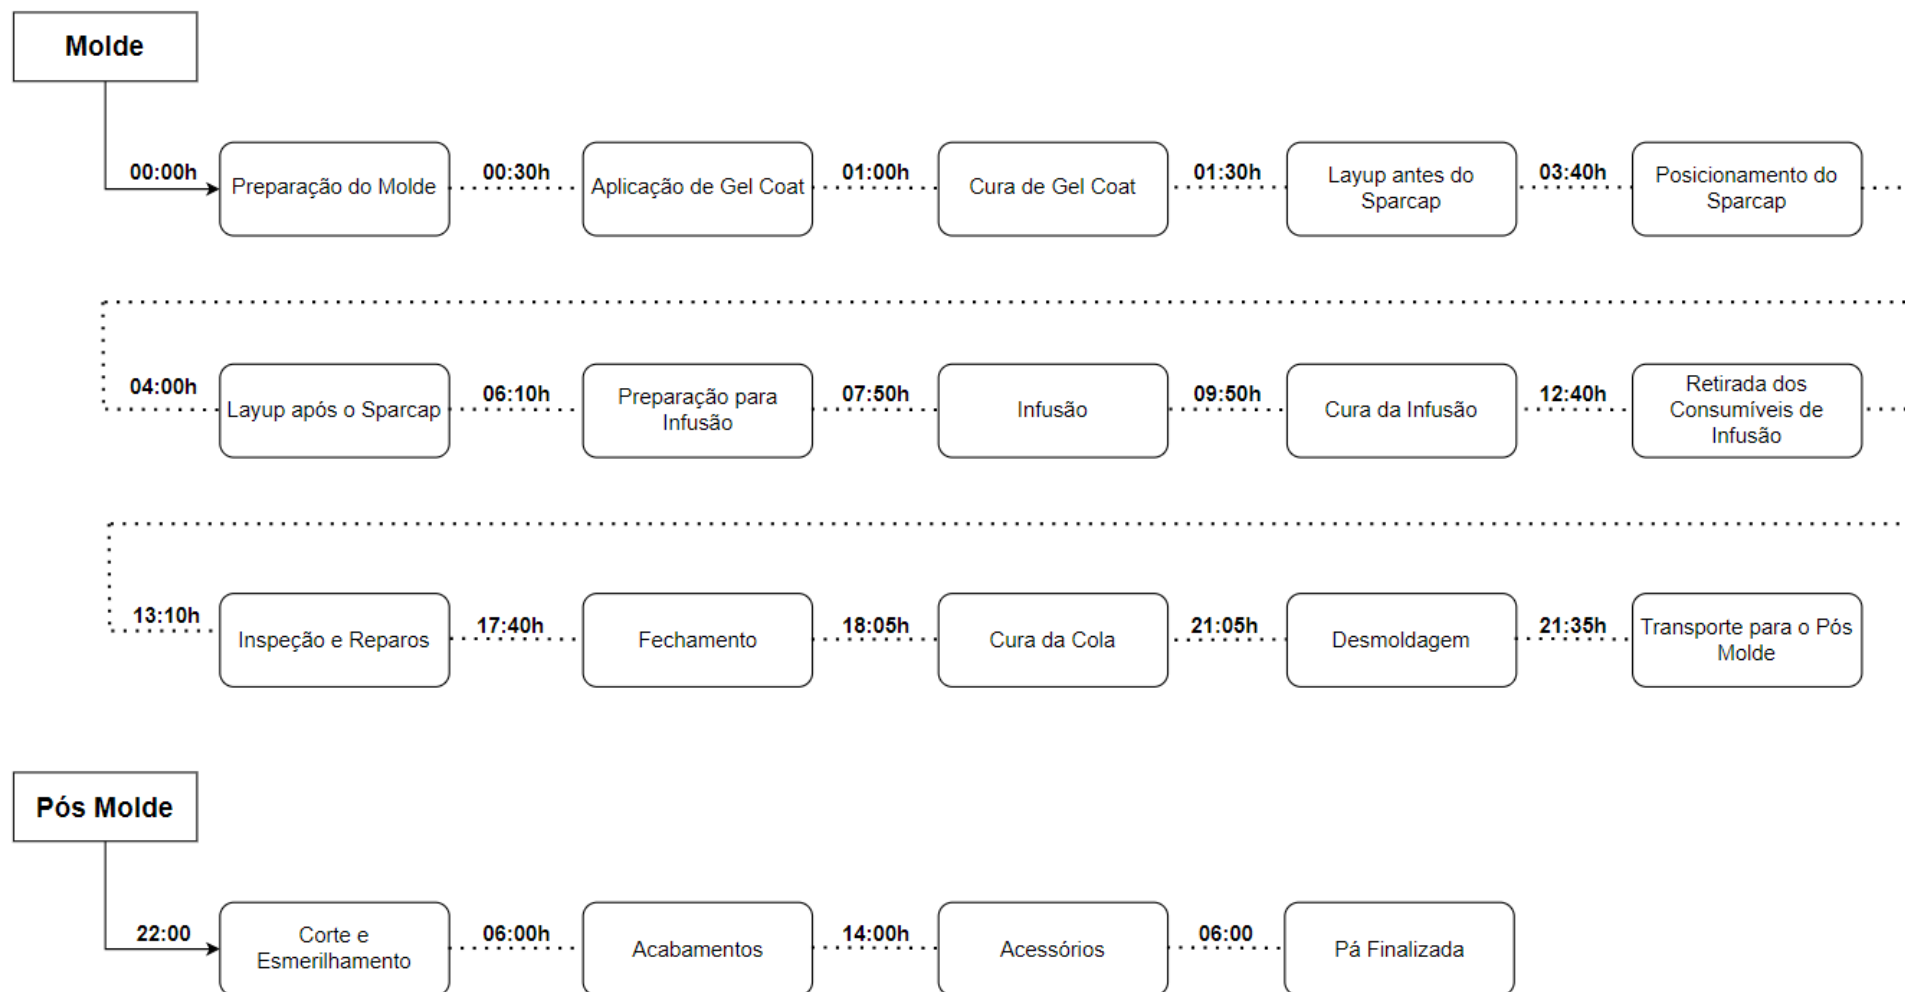 Molde
00:00h
Preparação do Molde
00:30h
Aplicação de Gel Coat
01:00h
Cura de Gel Coat
01:30h
Layup antes do
Sparcap
03:40h
Posicionamento do
Sparcap
04:00h
Layup após o Sparcap
06:10h
Preparação para
Infusão
07:50h
Infusão
09:50h
Cura da Infusão
12:40h
Retirada dos
Consumíveis de
Infusão
13:10h
Inspeção e Reparos
17:40h
Fechamento
18:05h
Cura da Cola
21:05h
Desmoldagem
21:35h
Transporte para o Pós
Molde
Pós Molde
22:00
Corte e
Esmerilhamento
06:00h
Acabamentos
14:00h
Acessórios
06:00
Pá Finalizada